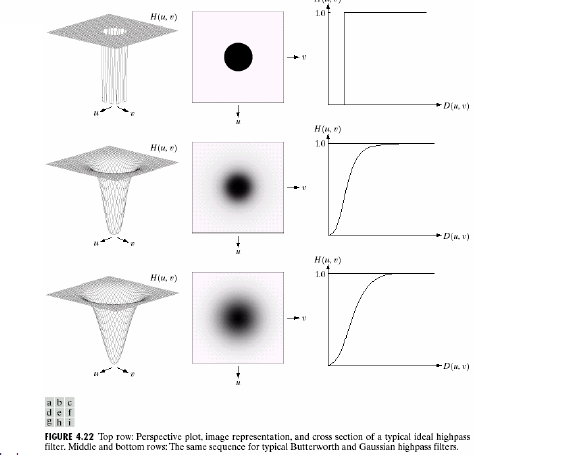 H(u, v)
H(u, v)
1.0
v
u
u
v
D(u, v)
H(u, v)
H(u, v)
1.0
v
u
u
v
D(u, v)
H(u, v)
H(u, v)
1.0
v
u
u
v
D(u, v)
a b c
d e f
g h i
FIGURE 4.22 Top row: Perspective plot, image representation, and cross section of a typical ideal highpass
filter. Middle and bottom rows: The same sequence for typical Butterworth and Gaussian highpass filters.